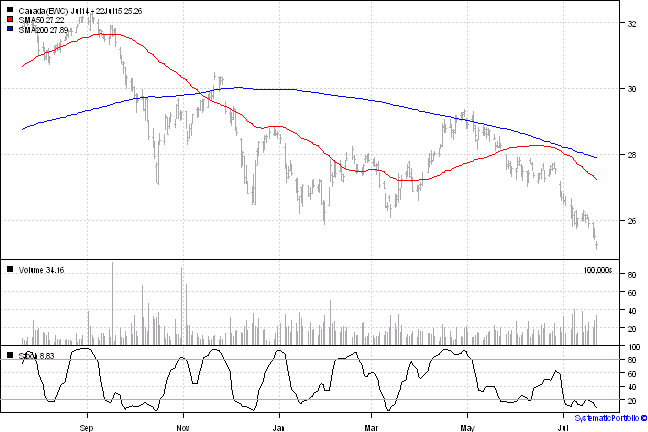 Canada(EWC) Jul14 - 22Jul15 25.26
SMA50 27.22
SMA200 27.89
32
30
28
26
Volume 34.16
100,000s
80
60
40
20
Stock 8.83
100
80
60
40
20
Sep Nov Jan Mar May Jul
SystematicPortfolio ©